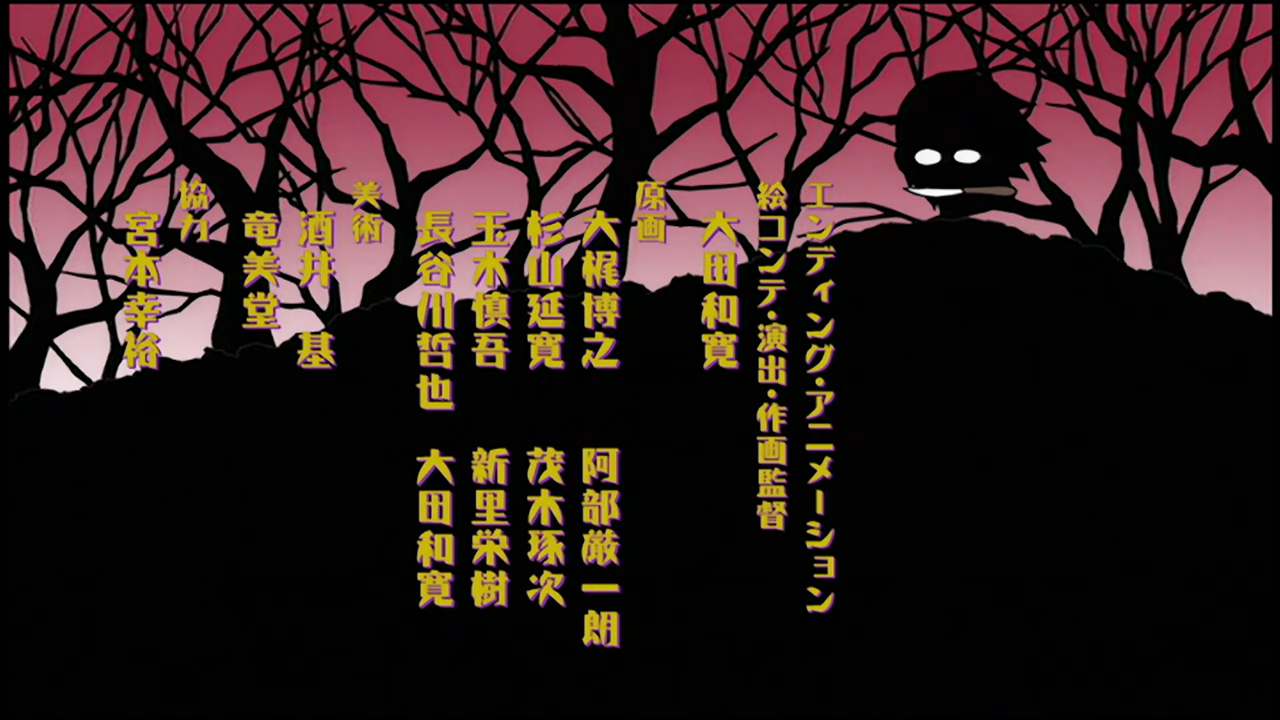 エンディング・アニメーション
絵コンテ・演出・作画監督
大田和寛
原画
大梶博之　阿部厳一朗
杉山延寛　茂木琢次
玉木慎吾　新里栄樹
長谷川哲也　大田和寛
美術
酒井　基
竜美堂
協力
宮本幸裕